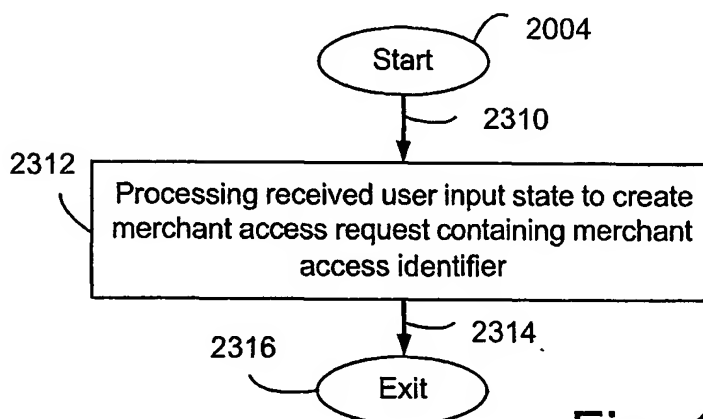 2004
Start
2310
2312
Processing received user input state to create
merchant access request containing merchant
access identifier
2314
2316
Exit